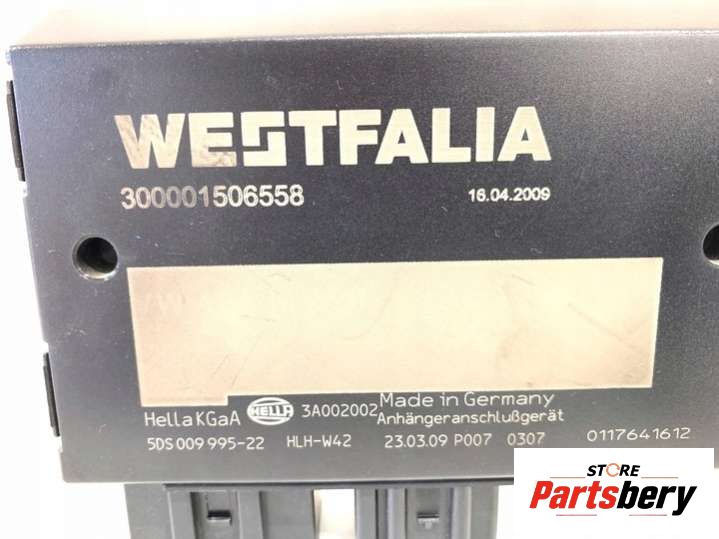 WESTFALIA
300001506558 16.04.2009
Made in Germany
Hella KGaA HELLA 3A002002 Anhängeranschlußgerät
5DS 009 995-22 HLH-W42 23.03.09 P007 0307 0117641612
STORE
Partsbery